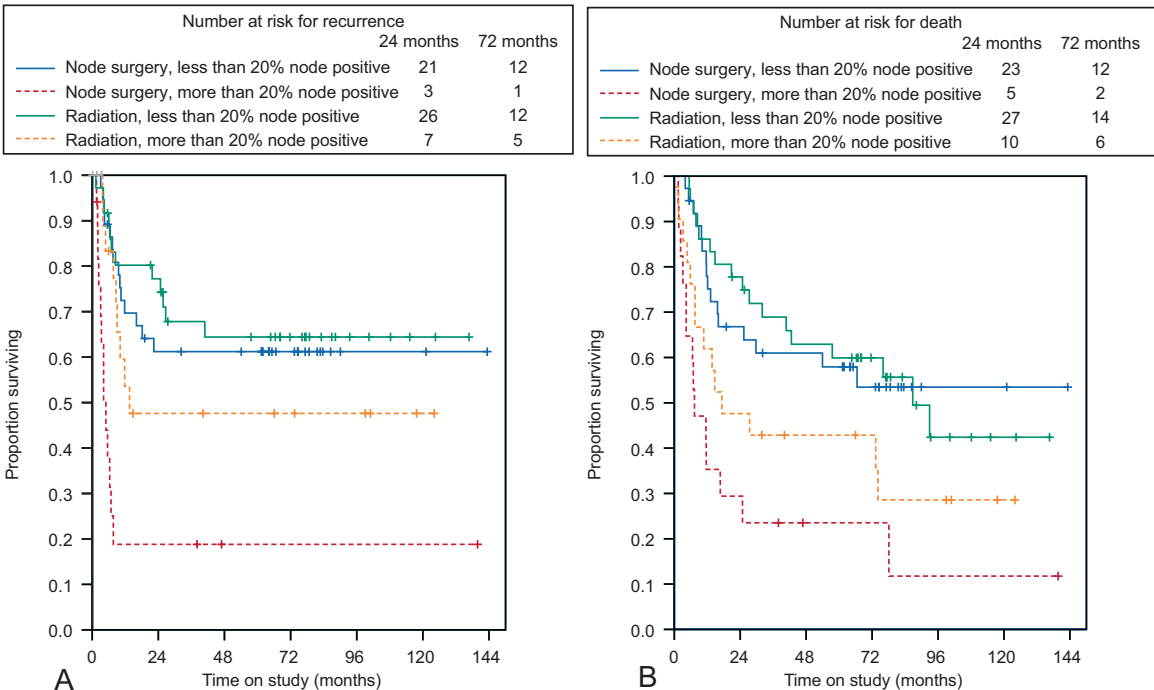 Number at risk for recurrence
24 months 72 months
Node surgery, less than 20% node positive 21 12
Node surgery, more than 20% node positive 3 1
Radiation, less than 20% node positive 26 12
Radiation, more than 20% node positive 7 5
Number at risk for death
24 months 72 months
Node surgery, less than 20% node positive 23 12
Node surgery, more than 20% node positive 5 2
Radiation, less than 20% node positive 27 14
Radiation, more than 20% node positive 10 6
Proportion surviving
1.0
0.9
0.8
0.7
0.6
0.5
0.4
0.3
0.2
0.1
0.0
0 24 48 72 96 120 144
Time on study (months)
A
Proportion surviving
1.0
0.9
0.8
0.7
0.6
0.5
0.4
0.3
0.2
0.1
0.0
0 24 48 72 96 120 144
Time on study (months)
B